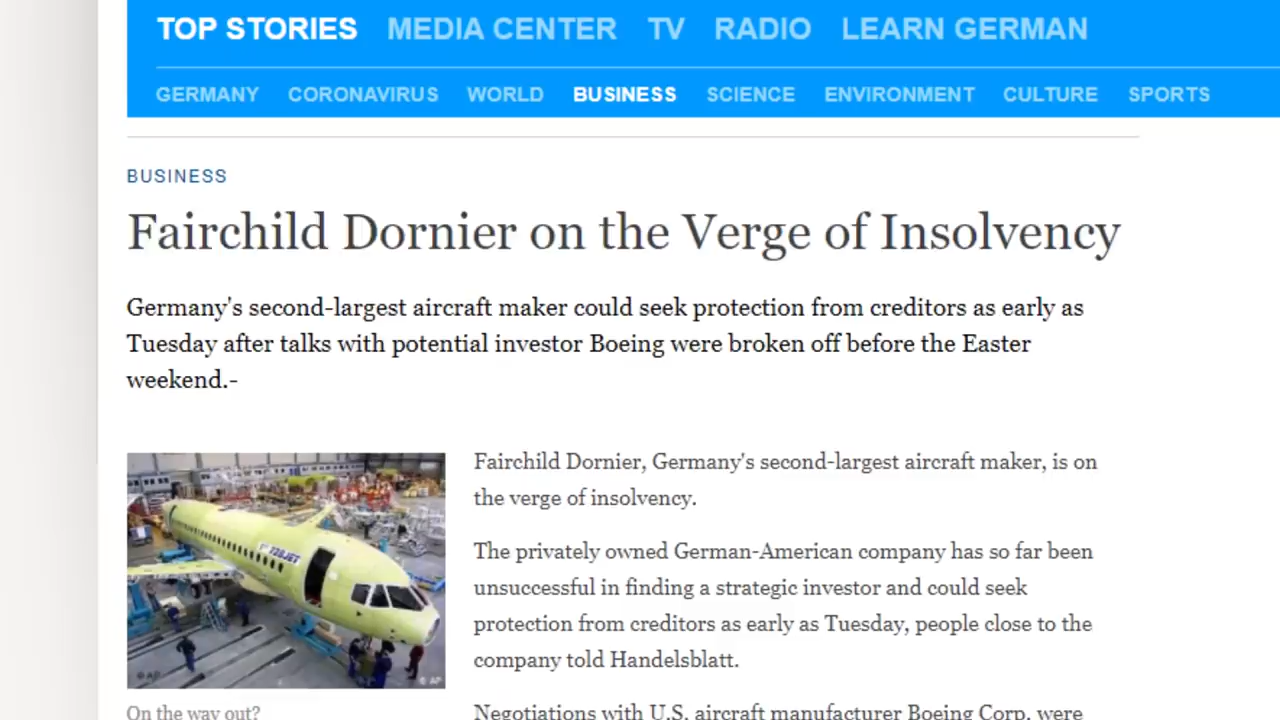 TOP STORIES MEDIA CENTER TV RADIO LEARN GERMAN
GERMANY CORONAVIRUS WORLD BUSINESS SCIENCE ENVIRONMENT CULTURE SPORTS
BUSINESS
Fairchild Dornier on the Verge of Insolvency
Germany's second-largest aircraft maker could seek protection from creditors as early as
Tuesday after talks with potential investor Boeing were broken off before the Easter
weekend.-
728JET
© AP
© AP
On the way out?
Fairchild Dornier, Germany's second-largest aircraft maker, is on
the verge of insolvency.
The privately owned German-American company has so far been
unsuccessful in finding a strategic investor and could seek
protection from creditors as early as Tuesday, people close to the
company told Handelsblatt.
Negotiations with U.S. aircraft manufacturer Boeing Corp. were